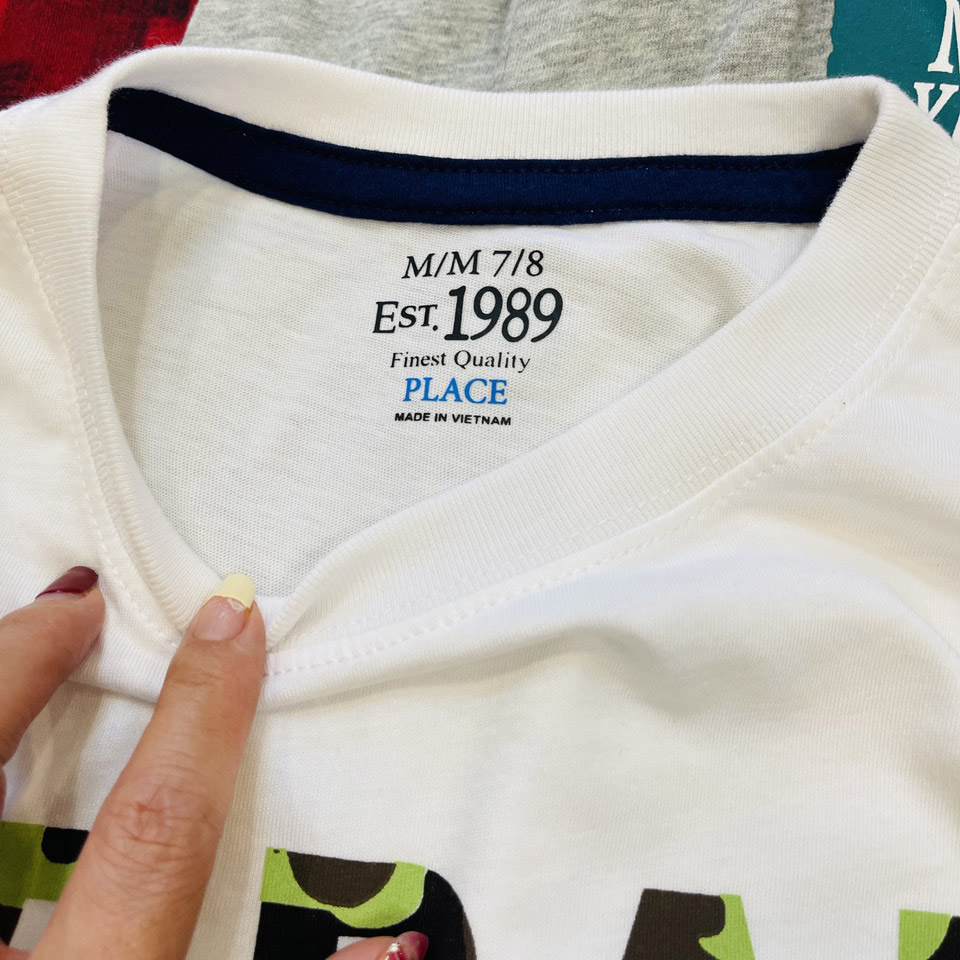 M/M 7/8
EST. 1989
Finest Quality
PLACE
MADE IN VIETNAM